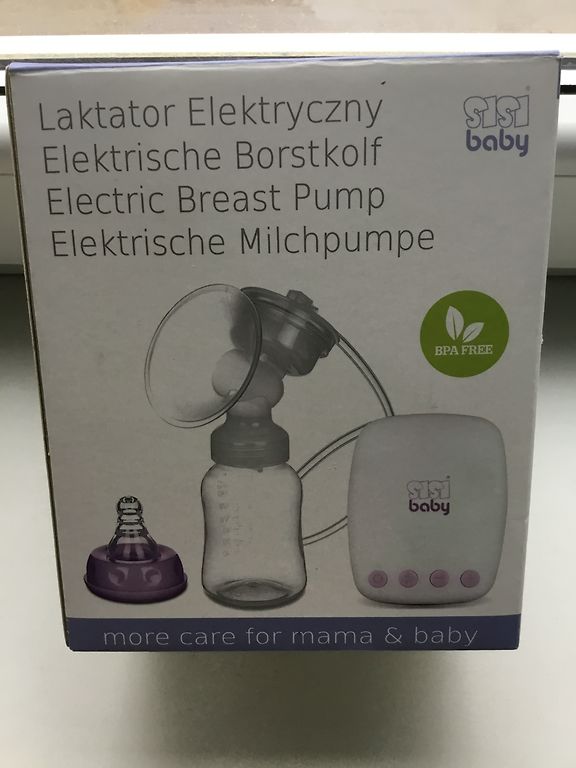 Laktator Elektryczny
Elektrische Borstkolf
Electric Breast Pump
Elektrische Milchpumpe
SISI
baby
BPA FREE
SISI
baby
more care for mama & baby